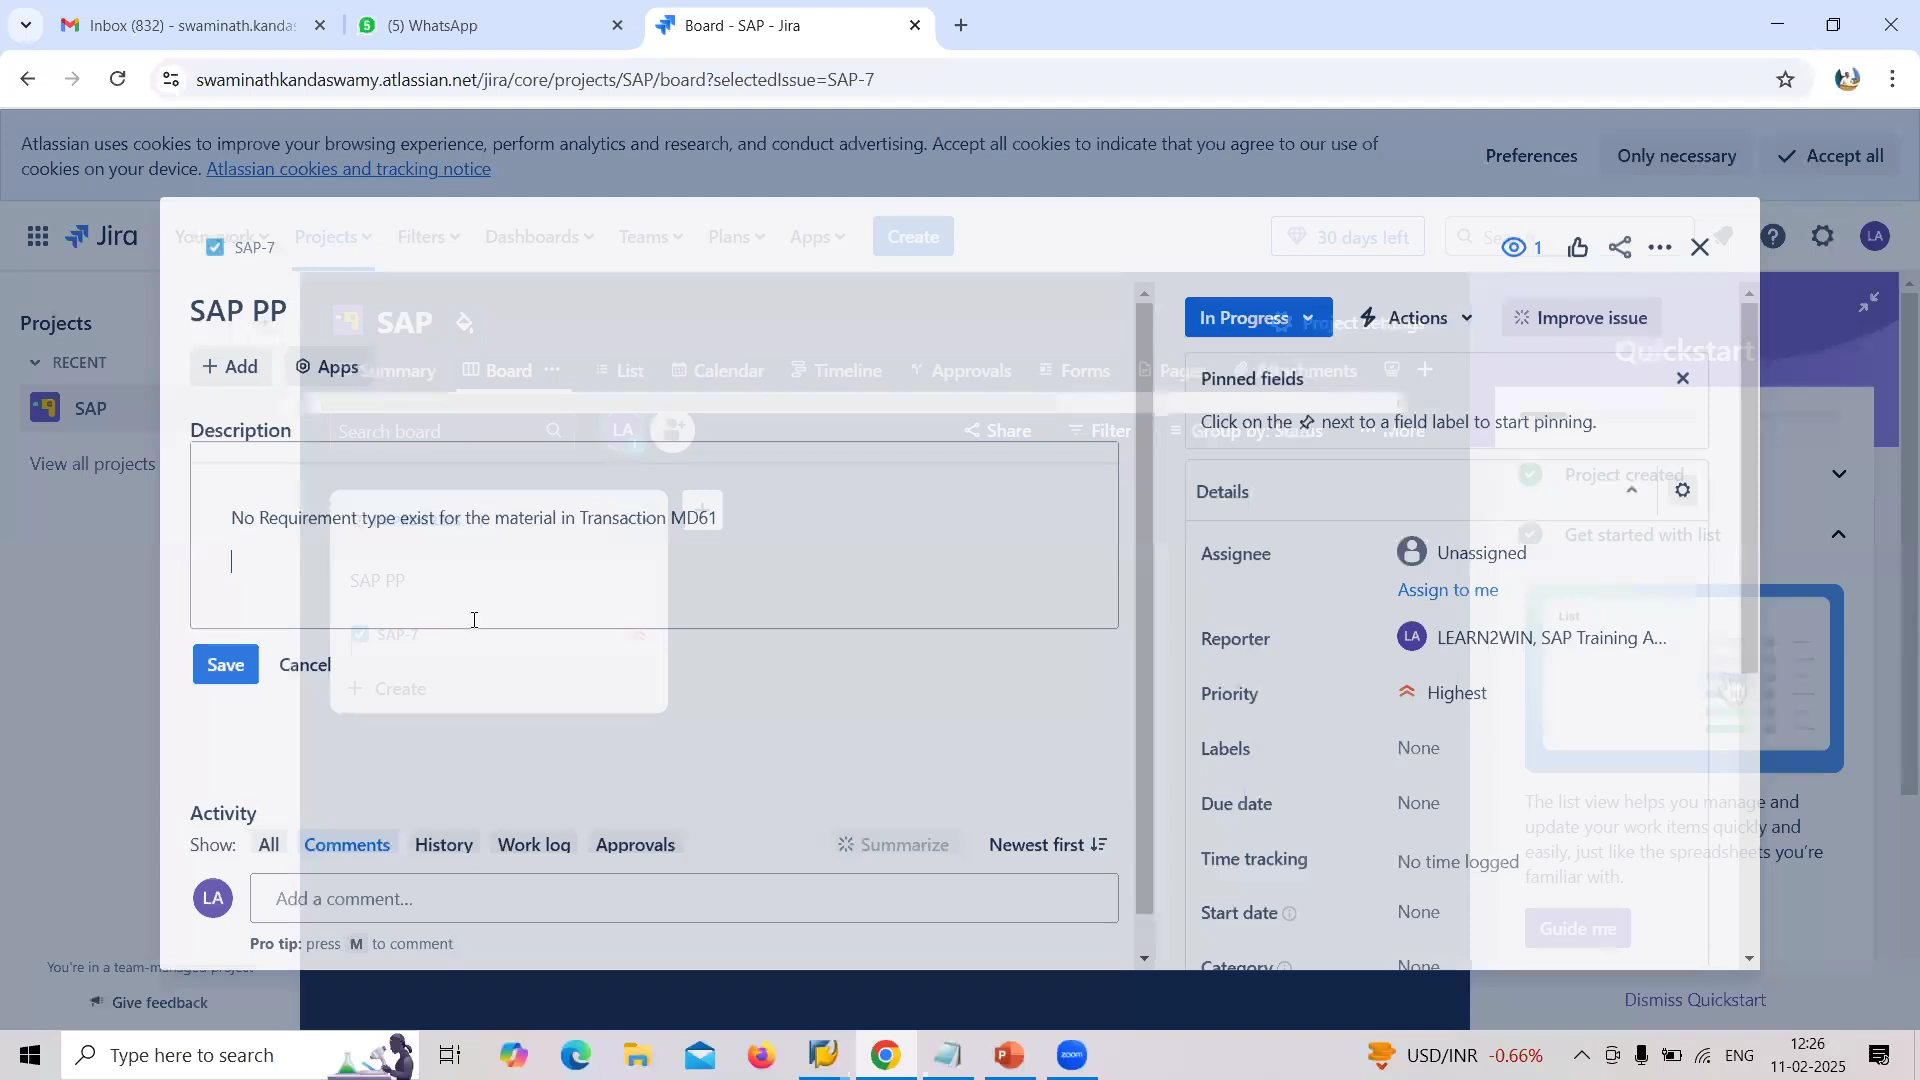 Inbox (832) - swaminath.kanda
(5) WhatsApp
Board - SAP - Jira
swaminathkandaswamy.atlassian.net/jira/core/projects/SAP/board?selectedIssue=SAP-7
Atlassian uses cookies to improve your browsing experience, perform analytics and research, and conduct advertising. Accept all cookies to indicate that you agree to our use of
cookies on your device. Atlassian cookies and tracking notice
Preferences
Only necessary
Accept all
Jira
Your work
Projects
Filters
Dashboards
Teams
Plans
Apps
Create
30 days left
SAP-7
1
SAP PP
SAP
In Progress
Actions
Improve issue
Projects
RECENT
SAP
View all projects
Add
Apps
Summary
Board
List
Calendar
Timeline
Approvals
Forms
Attachments
Quickstart
Pinned fields
Click on the next to a field label to start pinning.
Description
Search board
LA
Share
Filter
Group by: Status
More
Project created
No Requirement type exist for the material in Transaction MD61
Details
Get started with list
SAP PP
SAP-7
Create
Assignee
Unassigned
Assign to me
Reporter
LA
LEARN2WIN, SAP Training A...
List
Save
Cancel
Priority
Highest
Labels
None
Due date
None
The list view helps you manage and
update your work items quickly and
easily, just like the spreadsheets you're
familiar with.
Time tracking
No time logged
Start date
None
Category
None
Guide me
Activity
Show:
All
Comments
History
Work log
Approvals
Summarize
Newest first
LA
Add a comment...
Pro tip: press M to comment
You're in a team-managed project
Give feedback
Dismiss Quickstart
Type here to search
zoom
USD/INR -0.66%
ENG
12:26
11-02-2025